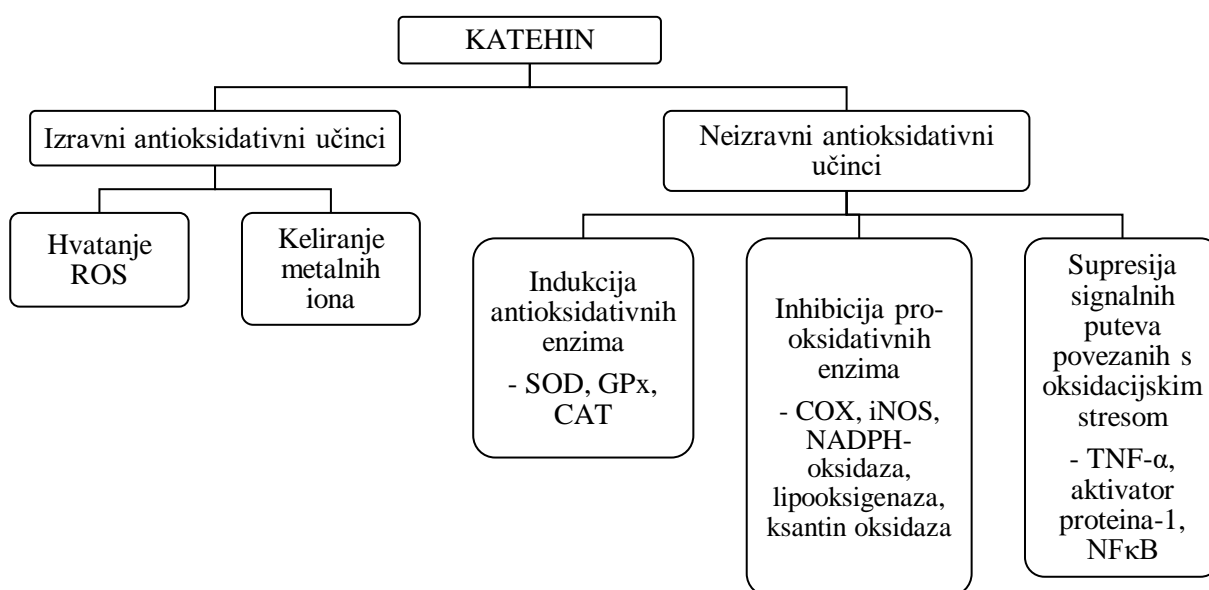 KATEHIN
Izravni antioksidativni učinci
Neizravni antioksidativni
učinci
Hvatanje
ROS
Keliranje
metalnih
iona
Indukcija
antioksidativnih
enzima
- SOD, GPx,
CAT
Inhibicija pro-
oksidativnih
enzima
- COX, iNOS,
NADPH-
oksidaza,
lipooksigenaza,
ksantin oksidaza
Supresija
signalnih
puteva
povezanih s
oksidacijskim
stresom
- TNF-α,
aktivator
proteina-1,
NFκB